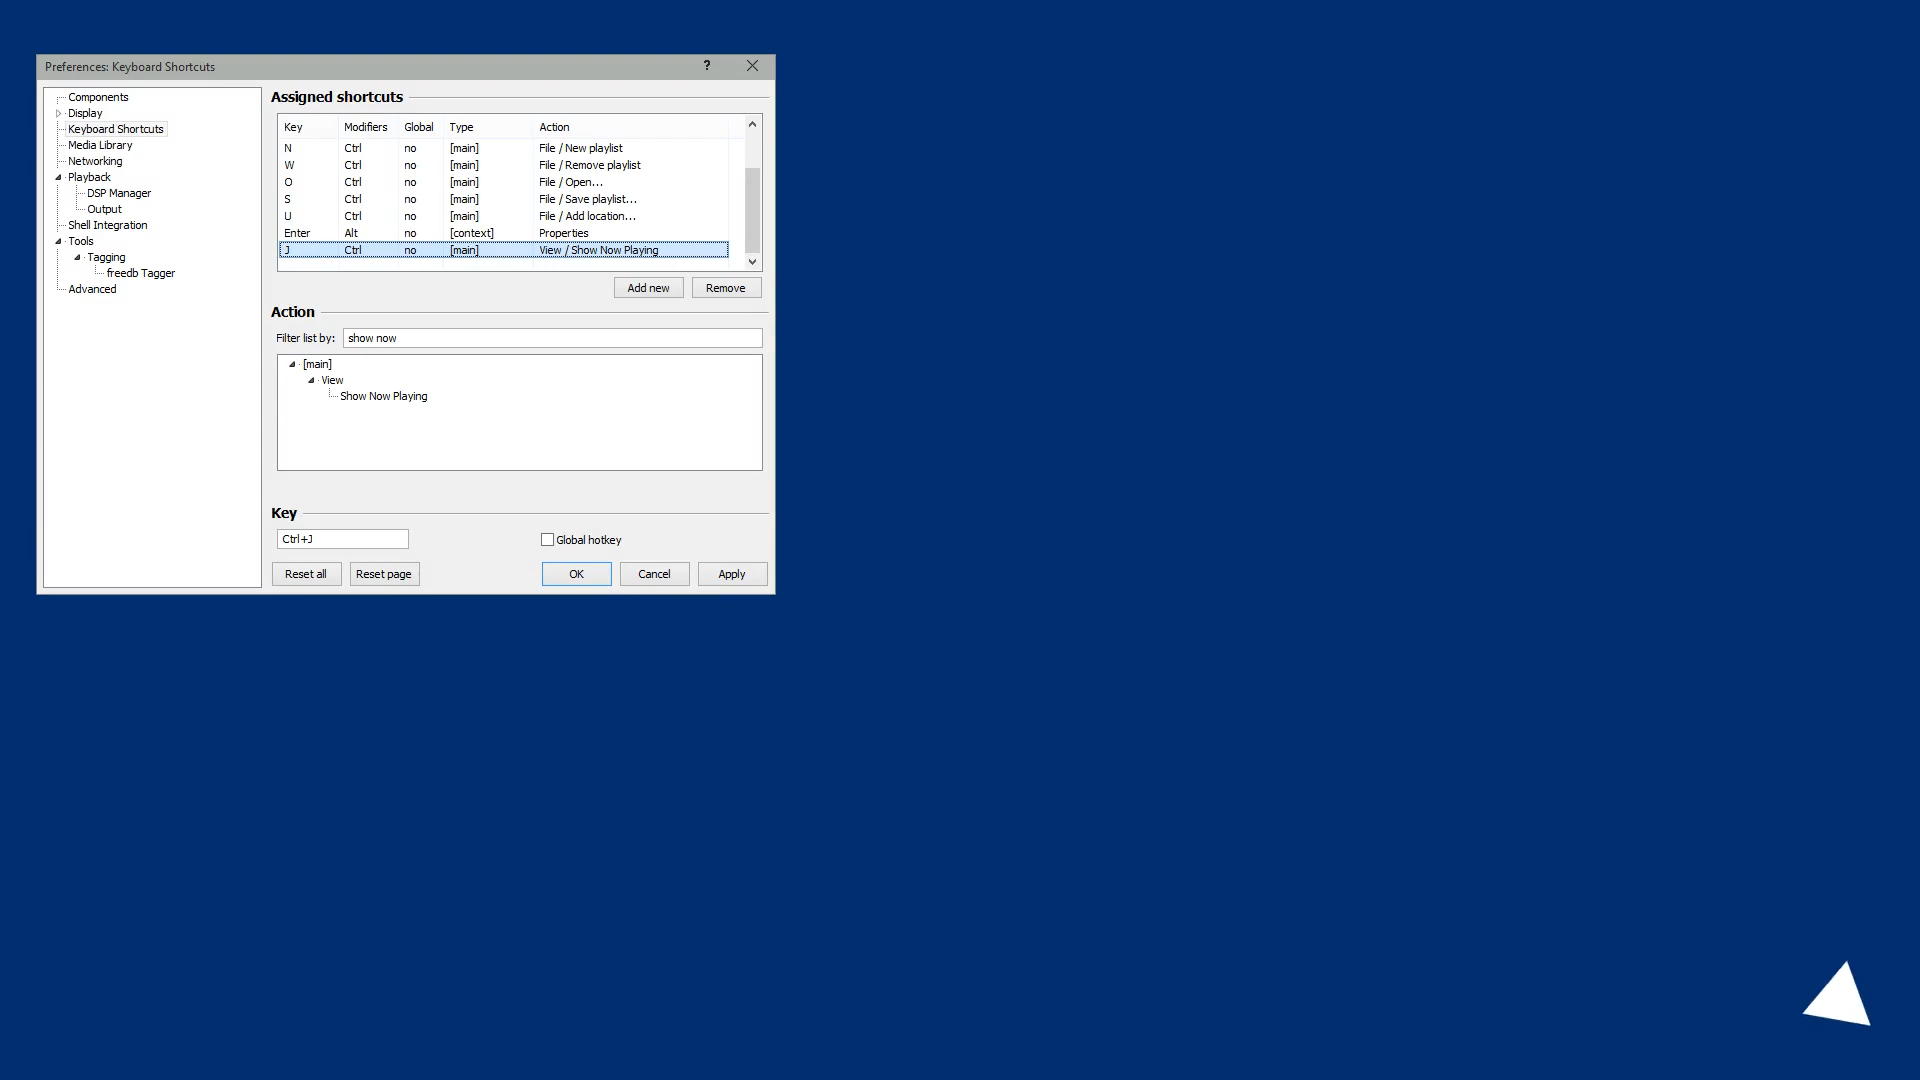 Preferences: Keyboard Shortcuts
?
Components
Display
Keyboard Shortcuts
Media Library
Networking
Playback
DSP Manager
Output
Shell Integration
Tools
Tagging
freedb Tagger
Advanced
Assigned shortcuts
Key Modifiers Global Type Action
N Ctrl no [main] File / New playlist
W Ctrl no [main] File / Remove playlist
O Ctrl no [main] File / Open...
S Ctrl no [main] File / Save playlist...
U Ctrl no [main] File / Add location...
Enter Alt no [context] Properties
J Ctrl no [main] View / Show Now Playing
Add new Remove
Action
Filter list by: show now
[main]
View
Show Now Playing
Key
Ctrl+J Global hotkey
Reset all Reset page OK Cancel Apply